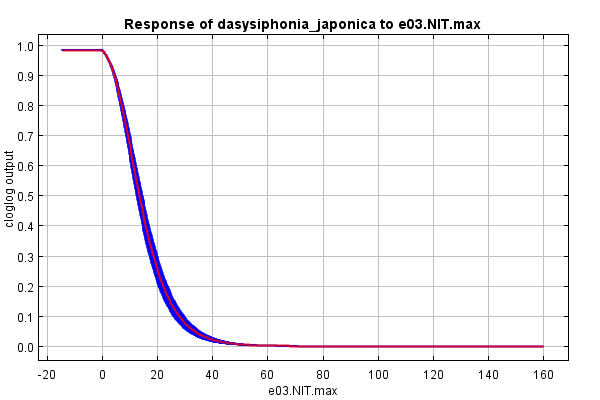 Response of dasysiphonia_japonica to e03.NIT.max
cloglog output
1.0
0.9
0.8
0.7
0.6
0.5
0.4
0.3
0.2
0.1
0.0
-20 0 20 40 60 80 100 120 140 160
e03.NIT.max